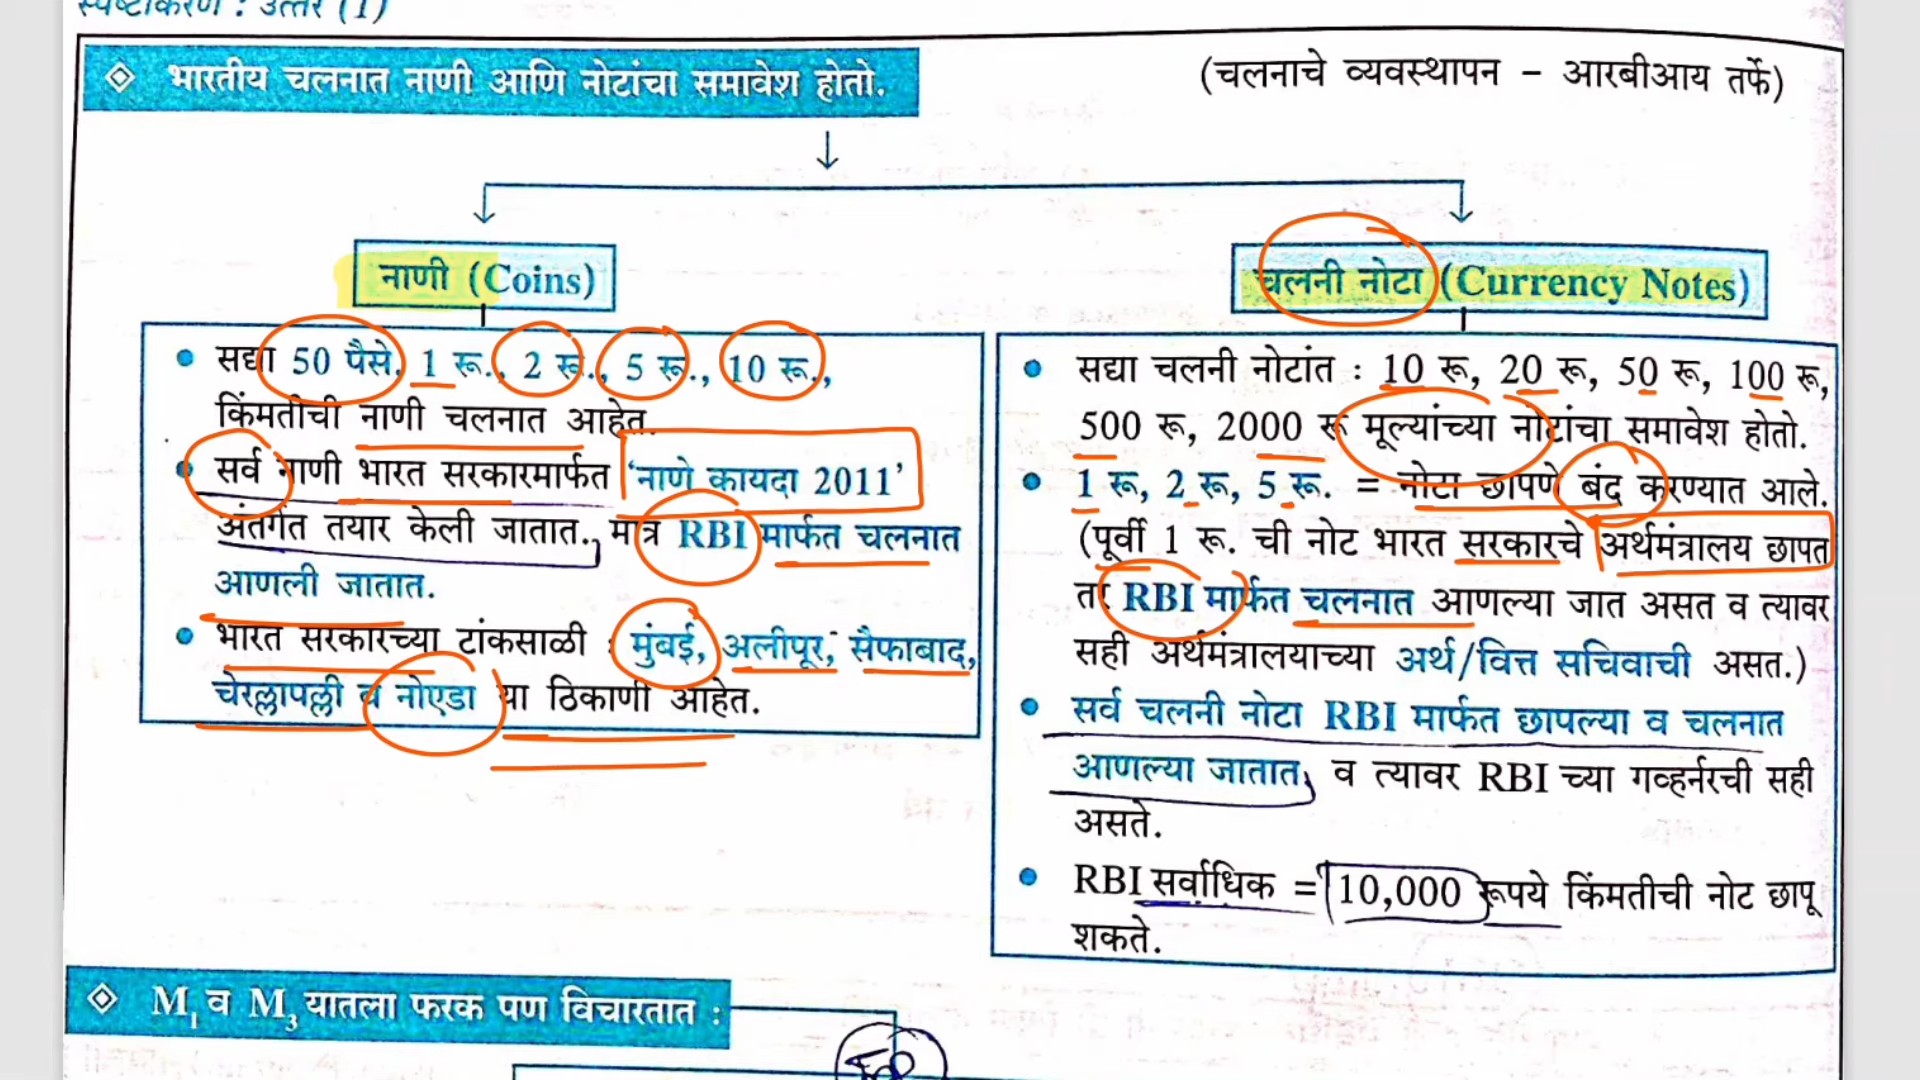 स्पष्टीकरण : उत्तर (1)
भारतीय चलनात नाणी आणि नोटांचा समावेश होतो.
(चलनाचे व्यवस्थापन – आरबीआय तर्फे)
नाणी (Coins)
सद्या 50 पैसे, 1 रू., 2 रू., 5 रू., 10 रू.,
किंमतीची नाणी चलनात आहेत.
सर्व नाणी भारत सरकारमार्फत 'नाणे कायदा 2011'
अंतर्गत तयार केली जातात., मात्र RBI मार्फत चलनात
आणली जातात.
भारत सरकारच्या टांकसाळी : मुंबई, अलीपूर, सैफाबाद,
चेरल्लापल्ली व नोएडा या ठिकाणी आहेत.
चलनी नोटा (Currency Notes)
सद्या चलनी नोटांत : 10 रू, 20 रू, 50 रू, 100 रू,
500 रू, 2000 रू मूल्यांच्या नोटांचा समावेश होतो.
1 रू, 2 रू, 5 रू. = नोटा छापणे बंद करण्यात आले.
(पूर्वी 1 रू. ची नोट भारत सरकारचे अर्थमंत्रालय छापत
तर RBI मार्फत चलनात आणल्या जात असत व त्यावर
सही अर्थमंत्रालयाच्या अर्थ/वित्त सचिवाची असत.)
सर्व चलनी नोटा RBI मार्फत छापल्या व चलनात
आणल्या जातात, व त्यावर RBI च्या गव्हर्नरची सही
असते.
RBI सर्वाधिक = 10,000 रूपये किंमतीची नोट छापू
शकते.
M₁ व M₃ यातला फरक पण विचारतात :